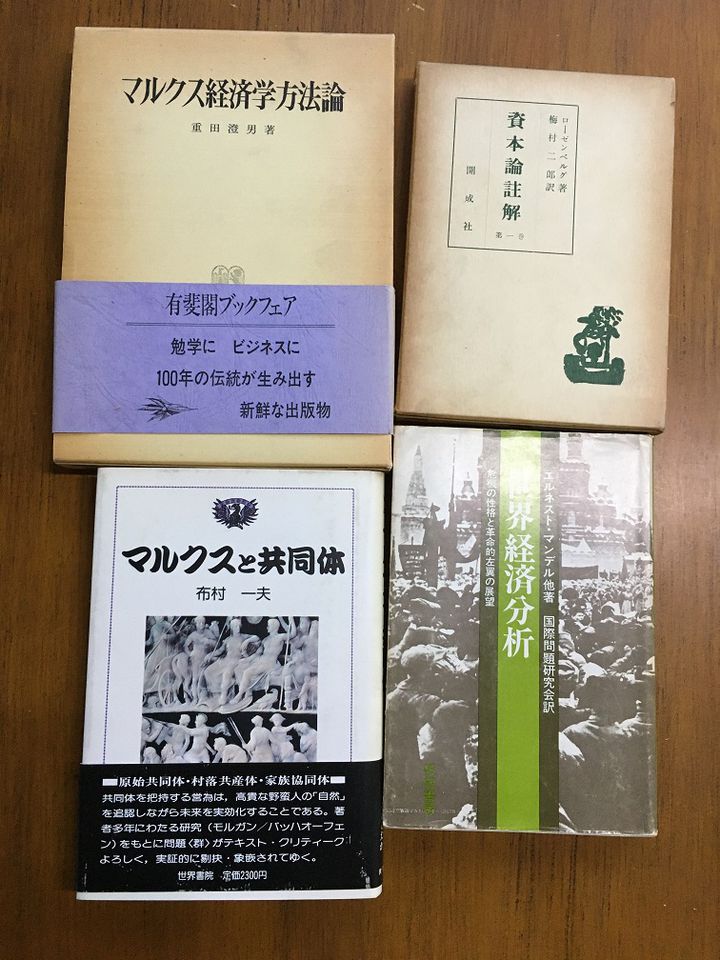 マルクス経済学方法論
重田澄男著
有斐閣ブックフェア
勉学に ビジネスに
100年の伝統が生み出す
新鮮な出版物
ローゼンベルグ著
梅村二郎訳
資本論註解
第一巻
開成社
マルクスと共同体
布村 一夫
原始共同体・村落共産体・家族協同体
共同体を把持する営為は,高貴な野蛮人の「自然」
を追認しながら未来を実効化することである。著
者多年にわたる研究(モルガン/バッハオーフェ
ン)をもとに問題〈群〉がテキスト・クリティーク
よろしく,実証的に剔抉・象嵌されてゆく。
世界書院 定価2300円
エルネスト・マンデル他著 国際問題研究会訳
世界経済分析
危機の性格と革命的左翼の展望